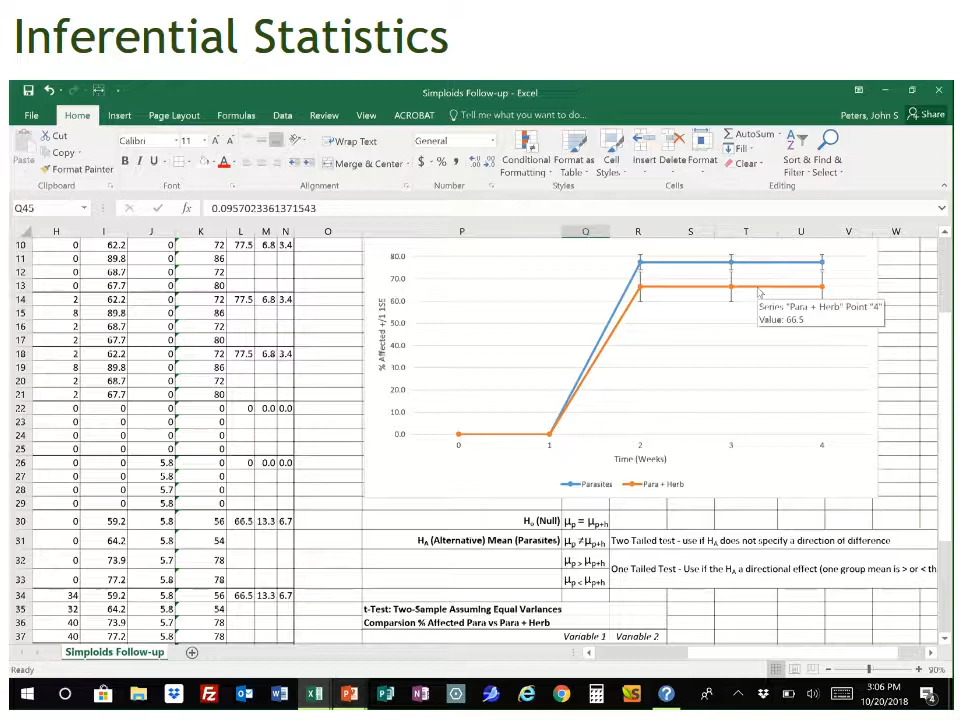 Inferential Statistics
Simploids Follow-up - Excel
File Home Insert Page Layout Formulas Data Review View ACROBAT Tell me what you want to do... Peters, John S Share
Paste Cut Copy Format Painter Clipboard
Calibri 11 A A B I U A Font
Wrap Text Merge & Center Alignment
General $ % Number
Conditional Formatting Format as Table Cell Styles Styles
Insert Delete Format Cells
AutoSum Fill Clear Sort & Filter Find & Select Editing
Q45 fx 0.0957023361371543
H I J K L M N O P Q R S T U V W
10 0 62.2 0 72 77.5 6.8 3.4
11 0 89.8 0 86
12 0 68.7 0 72
13 0 67.7 0 80
14 2 62.2 0 72 77.5 6.8 3.4
15 8 89.8 0 86
16 2 68.7 0 72
17 2 67.7 0 80
18 2 62.2 0 72 77.5 6.8 3.4
19 8 89.8 0 86
20 2 68.7 0 72
21 2 67.7 0 80
22 0 0 0 0 0 0.0 0.0
23 0 0 0 0
24 0 0 0 0
25 0 0 0 0
26 0 0 5.8 0 0 0.0 0.0
27 0 0 5.8 0
28 0 0 5.7 0
29 0 0 5.8 0
80.0
70.0
60.0
50.0
40.0
30.0
20.0
10.0
0.0
% Affected +/1 1SE
0 1 2 3 4
Time (Weeks)
Parasites Para + Herb
Series "Para + Herb" Point "4"
Value: 66.5
30 0 59.2 5.8 56 66.5 13.3 6.7 Ho (Null) μp = μp+h
31 0 64.2 5.8 54 HA (Alternative) Mean (Parasites) μp ≠μp+h Two Tailed test - use if HA does not specify a direction of difference
32 0 73.9 5.7 78 μp > μp+h One Tailed Test - Use if the HA a directional effect (one group mean is > or < th
33 0 77.2 5.8 78 μp < μp+h
34 34 59.2 5.8 56 66.5 13.3 6.7
35 32 64.2 5.8 54 t-Test: Two-Sample Assuming Equal Variances
36 40 73.9 5.7 78 Comparsion % Affected Para vs Para + Herb
37 40 77.2 5.8 78 Variable 1 Variable 2
Simploids Follow-up
Ready 90%
3:06 PM
10/20/2018
4